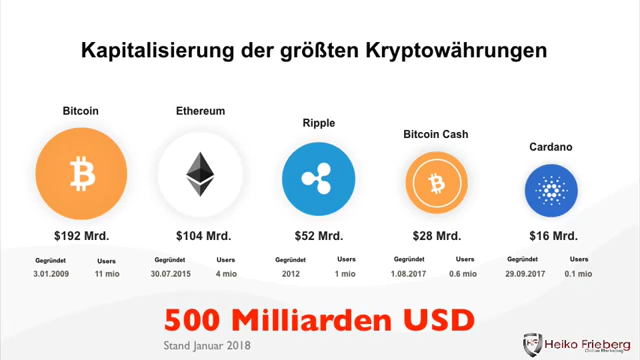 Kapitalisierung der größten Kryptowährungen
Bitcoin
$192 Mrd.
Gegründet Users
3.01.2009 11 mio
Ethereum
$104 Mrd.
Gegründet Users
30.07.2015 4 mio
Ripple
$52 Mrd.
Gegründet Users
2012 1 mio
Bitcoin Cash
$28 Mrd.
Gegründet Users
1.08.2017 0.6 mio
Cardano
$16 Mrd.
Gegründet Users
29.09.2017 0.1 mio
500 Milliarden USD
Stand Januar 2018
Heiko Frieberg
Online Marketing